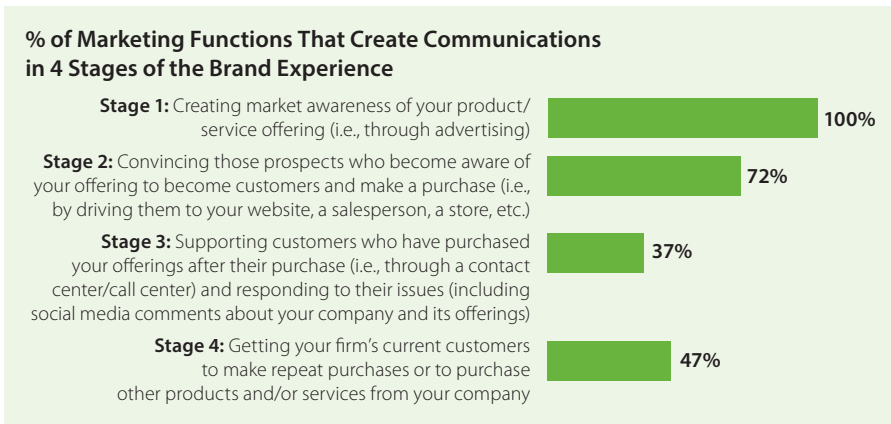 % of Marketing Functions That Create Communications
in 4 Stages of the Brand Experience
Stage 1: Creating market awareness of your product/
service offering (i.e., through advertising)
100%
Stage 2: Convincing those prospects who become aware of
your offering to become customers and make a purchase (i.e.,
by driving them to your website, a salesperson, a store, etc.)
72%
Stage 3: Supporting customers who have purchased
your offerings after their purchase (i.e., through a contact
center/call center) and responding to their issues (including
social media comments about your company and its offerings)
37%
Stage 4: Getting your firm's current customers
to make repeat purchases or to purchase
other products and/or services from your company
47%